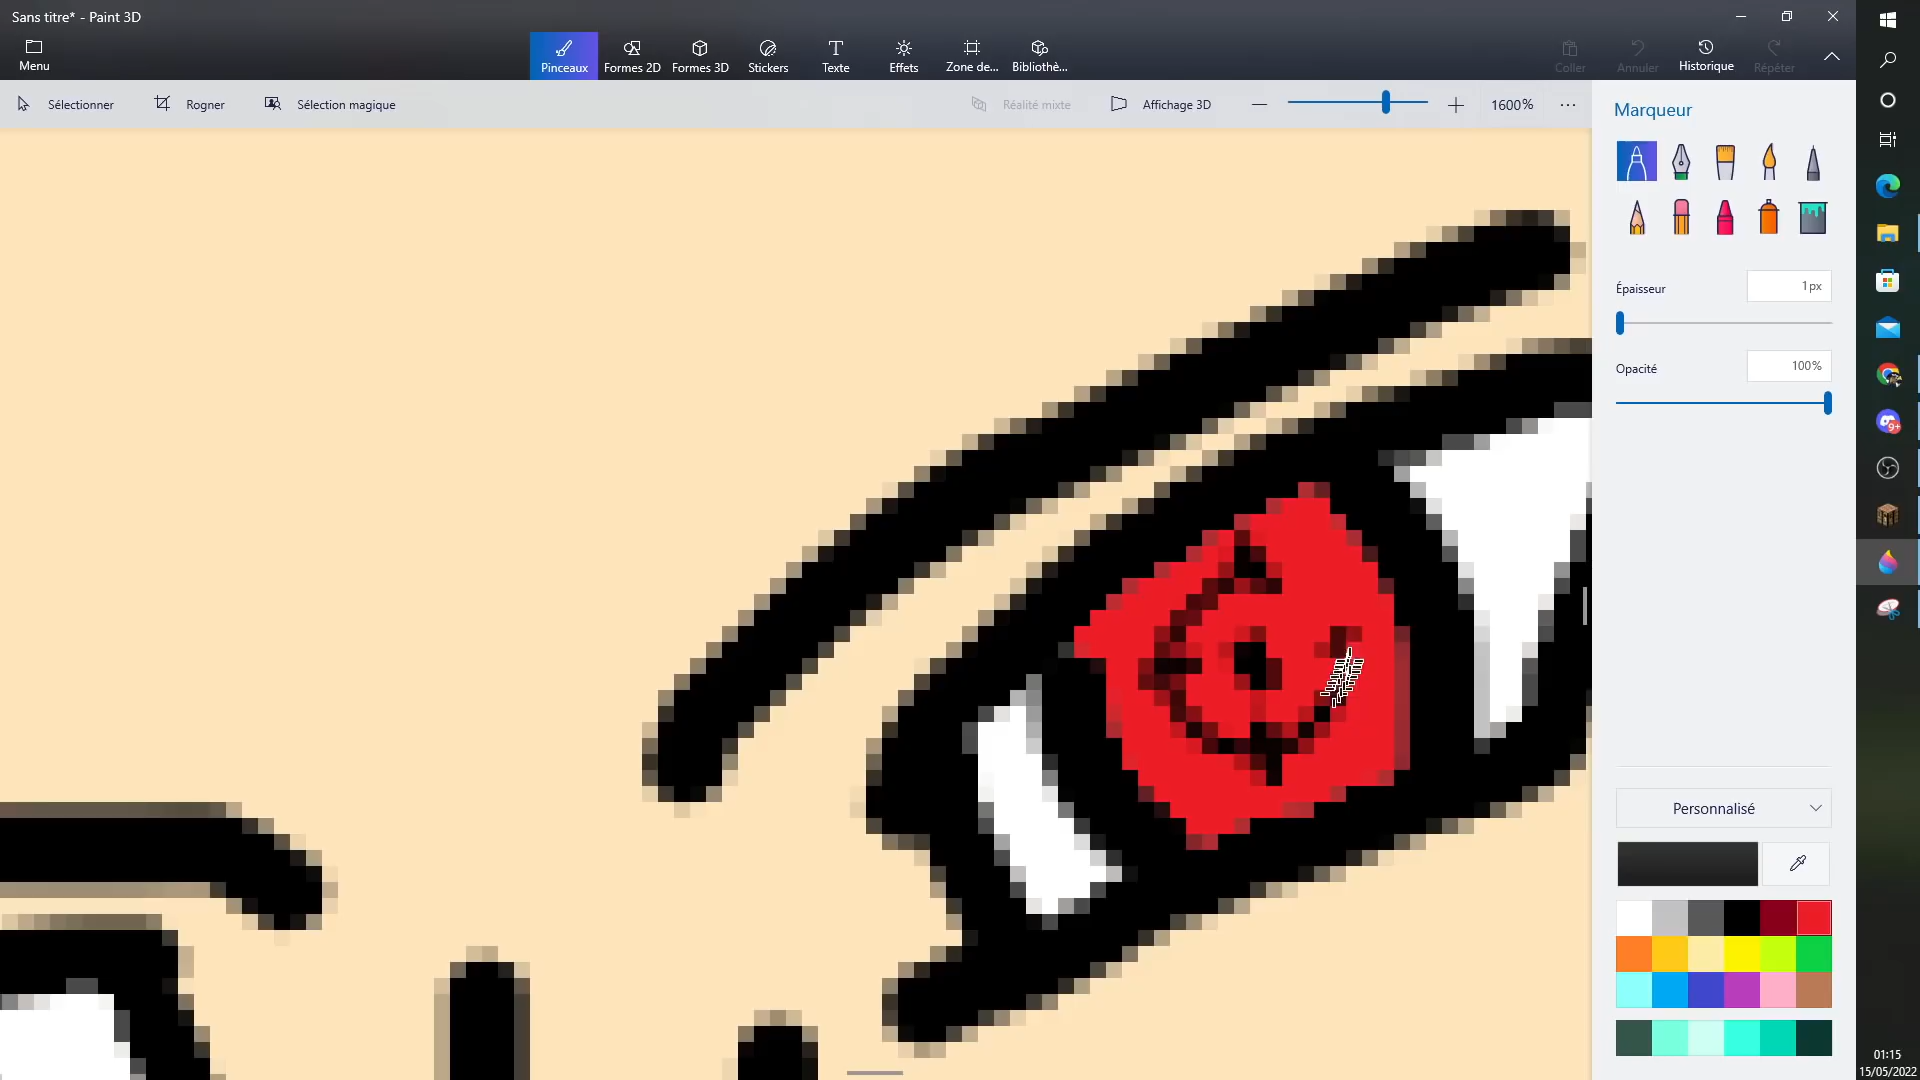 Sans titre* - Paint 3D
Menu
Pinceaux
Formes 2D
Formes 3D
Stickers
Texte
Effets
Zone de...
Bibliothè...
Coller
Annuler
Historique
Répéter
Sélectionner
Rogner
Sélection magique
Réalité mixte
Affichage 3D
1600%
Marqueur
Épaisseur
1px
Opacité
100%
Personnalisé
9+
01:15
15/05/2022